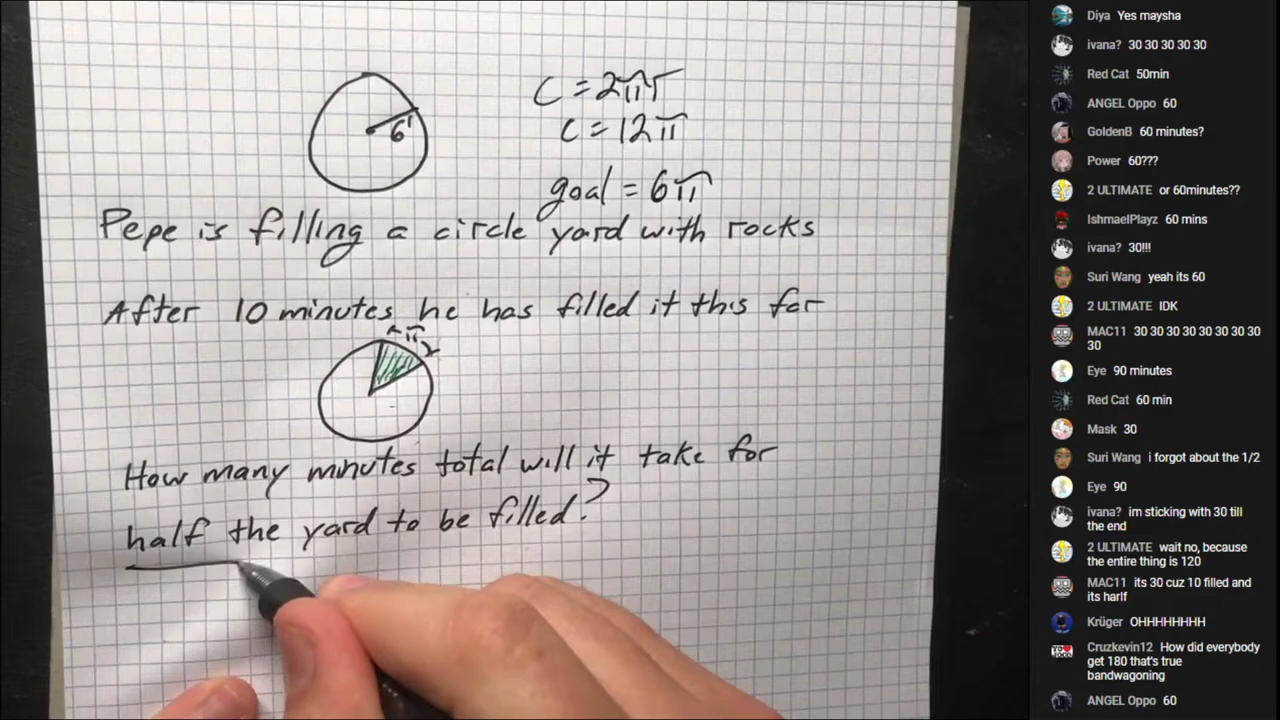 6'
C = 2πr
C = 12π
goal = 6π
Pepe is filling a circle yard with rocks
After 10 minutes he has filled it this far
π
How many minutes total will it take for
half the yard to be filled?
Diya Yes maysha
ivana? 30 30 30 30 30
Red Cat 50min
ANGEL Oppo 60
GoldenB 60 minutes?
Power 60???
2 ULTIMATE or 60minutes??
IshmaelPlayz 60 mins
ivana? 30!!!
Suri Wang yeah its 60
2 ULTIMATE IDK
MAC11 30 30 30 30 30 30 30 30
30
Eye 90 minutes
Red Cat 60 min
Mask 30
Suri Wang i forgot about the 1/2
Eye 90
ivana? im sticking with 30 till
the end
2 ULTIMATE wait no, because
the entire thing is 120
MAC11 its 30 cuz 10 filled and
its harlf
Krüger OHHHHHHH
Cruzkevin12 How did everybody
get 180 that's true
bandwagoning
ANGEL Oppo 60